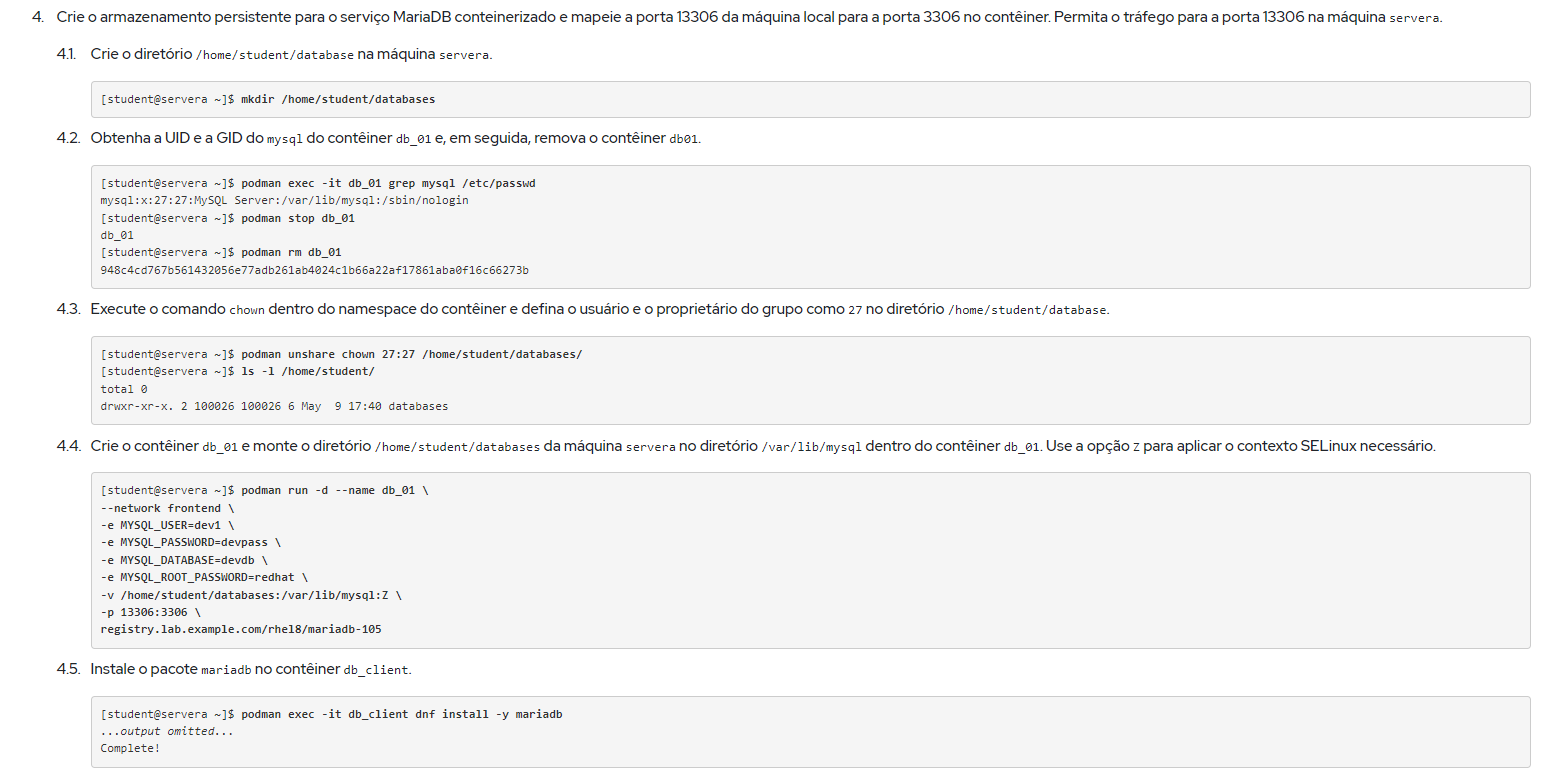 4. Crie o armazenamento persistente para o serviço MariaDB conteinerizado e mapeie a porta 13306 da máquina local para a porta 3306 no contêiner. Permita o tráfego para a porta 13306 na máquina servera.
4.1. Crie o diretório /home/student/database na máquina servera.
[student@servera ~]$ mkdir /home/student/databases
4.2. Obtenha a UID e a GID do mysql do contêiner db_01 e, em seguida, remova o contêiner db01.
[student@servera ~]$ podman exec -it db_01 grep mysql /etc/passwd
mysql:x:27:27:MySQL Server:/var/lib/mysql:/sbin/nologin
[student@servera ~]$ podman stop db_01
db_01
[student@servera ~]$ podman rm db_01
948c4cd767b561432056e77adb261ab4024c1b66a22af17861aba0f16c66273b
4.3. Execute o comando chown dentro do namespace do contêiner e defina o usuário e o proprietário do grupo como 27 no diretório /home/student/database.
[student@servera ~]$ podman unshare chown 27:27 /home/student/databases/
[student@servera ~]$ ls -l /home/student/
total 0
drwxr-xr-x. 2 100026 100026 6 May  9 17:40 databases
4.4. Crie o contêiner db_01 e monte o diretório /home/student/databases da máquina servera no diretório /var/lib/mysql dentro do contêiner db_01. Use a opção Z para aplicar o contexto SELinux necessário.
[student@servera ~]$ podman run -d --name db_01 \
--network frontend \
-e MYSQL_USER=dev1 \
-e MYSQL_PASSWORD=devpass \
-e MYSQL_DATABASE=devdb \
-e MYSQL_ROOT_PASSWORD=redhat \
-v /home/student/databases:/var/lib/mysql:Z \
-p 13306:3306 \
registry.lab.example.com/rhel8/mariadb-105
4.5. Instale o pacote mariadb no contêiner db_client.
[student@servera ~]$ podman exec -it db_client dnf install -y mariadb
...output omitted...
Complete!